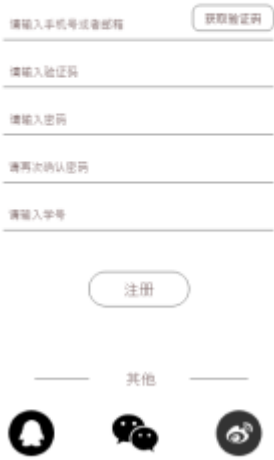 请输入手机号或者邮箱
获取验证码
请输入验证码
请输入密码
请再次确认密码
请输入学号
注册
其他